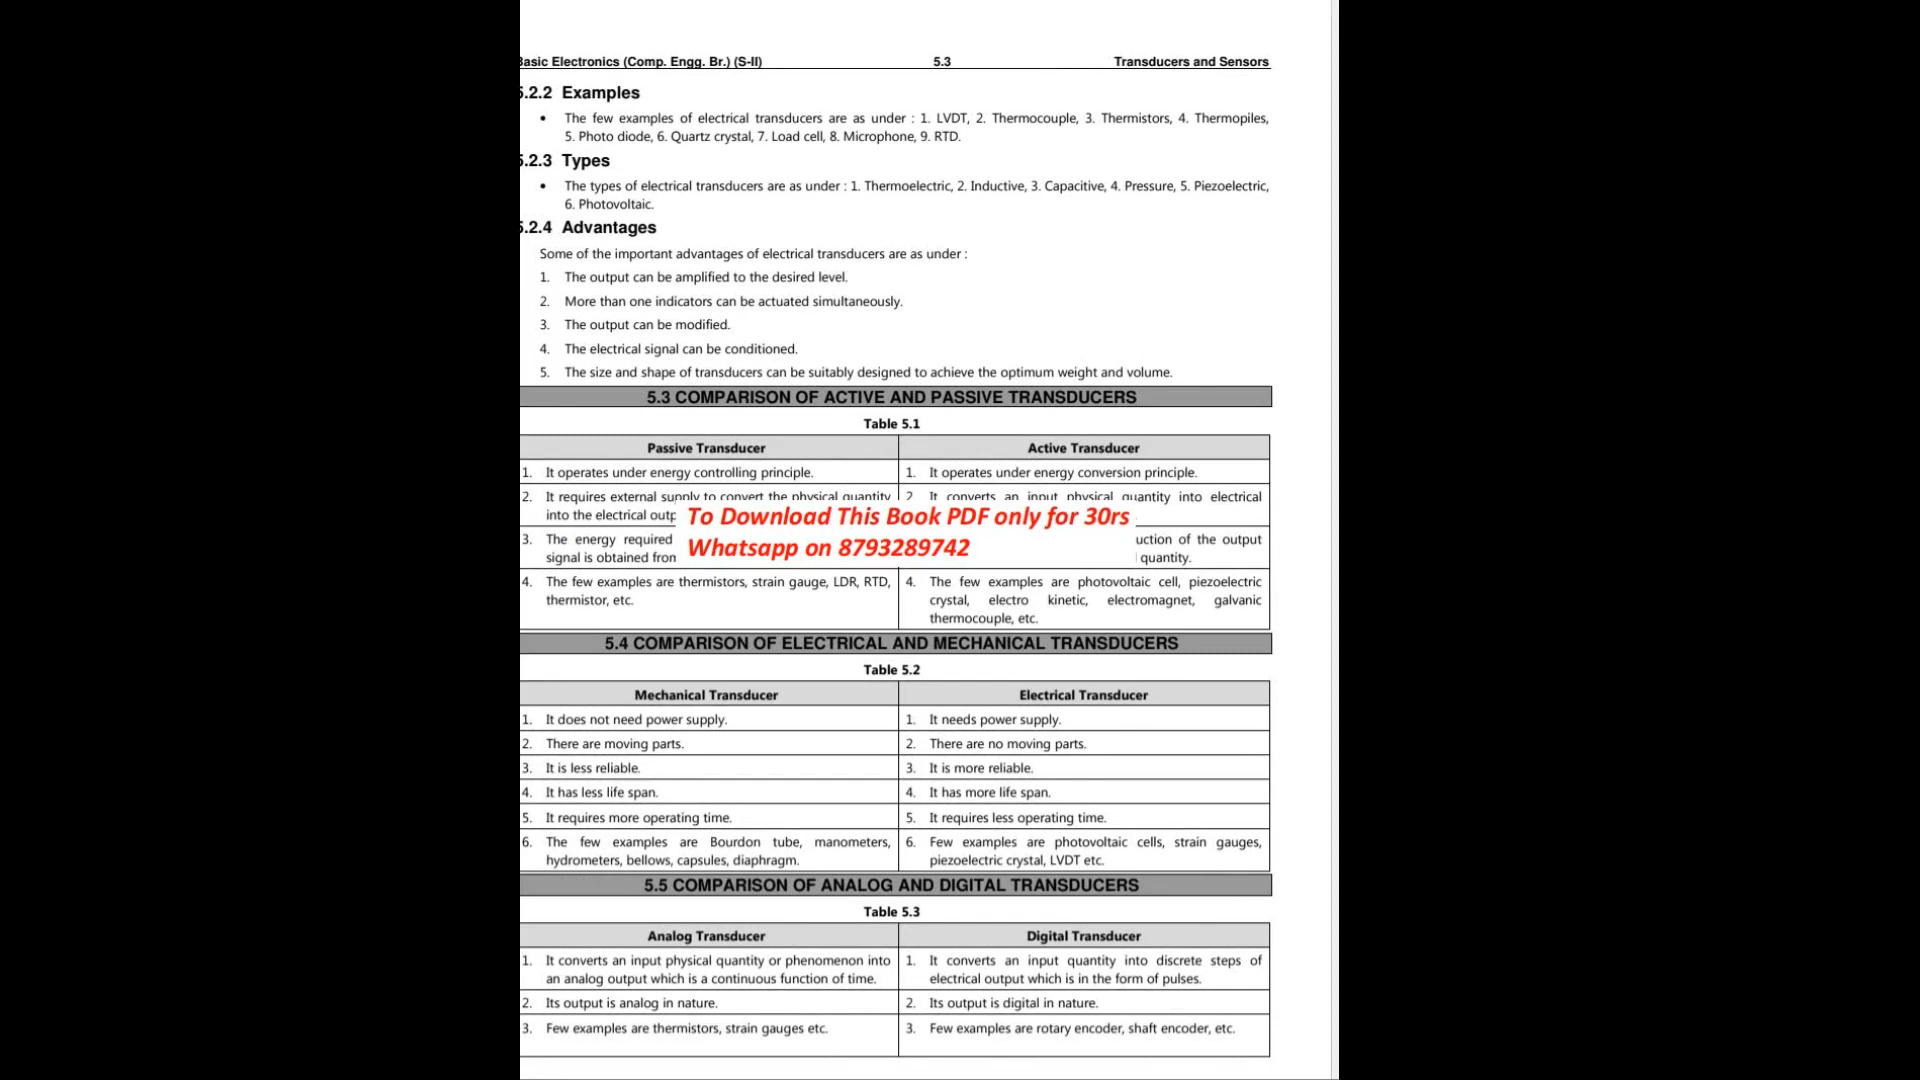 Basic Electronics (Comp. Engg. Br.) (S-II) 5.3 Transducers and Sensors
5.2.2 Examples
• The few examples of electrical transducers are as under : 1. LVDT, 2. Thermocouple, 3. Thermistors, 4. Thermopiles,
5. Photo diode, 6. Quartz crystal, 7. Load cell, 8. Microphone, 9. RTD.
5.2.3 Types
• The types of electrical transducers are as under : 1. Thermoelectric, 2. Inductive, 3. Capacitive, 4. Pressure, 5. Piezoelectric,
6. Photovoltaic.
5.2.4 Advantages
Some of the important advantages of electrical transducers are as under :
1. The output can be amplified to the desired level.
2. More than one indicators can be actuated simultaneously.
3. The output can be modified.
4. The electrical signal can be conditioned.
5. The size and shape of transducers can be suitably designed to achieve the optimum weight and volume.
5.3 COMPARISON OF ACTIVE AND PASSIVE TRANSDUCERS
Table 5.1
Passive Transducer
Active Transducer
1. It operates under energy controlling principle.
1. It operates under energy conversion principle.
2. It requires external supply to convert the physical quantity
into the electrical
2. It converts an input physical quantity into electrical
To Download This Book PDF only for 30rs
Whatsapp on 8793289742
3. The energy required
signal is obtained
of the output
quantity.
4. The few examples are thermistors, strain gauge, LDR, RTD,
thermistor, etc.
4. The few examples are photovoltaic cell, piezoelectric
crystal, electro kinetic, electromagnet, galvanic
thermocouple, etc.
5.4 COMPARISON OF ELECTRICAL AND MECHANICAL TRANSDUCERS
Table 5.2
Mechanical Transducer
Electrical Transducer
1. It does not need power supply.
1. It needs power supply.
2. There are moving parts.
2. There are no moving parts.
3. It is less reliable.
3. It is more reliable.
4. It has less life span.
4. It has more life span.
5. It requires more operating time.
5. It requires less operating time.
6. The few examples are Bourdon tube, manometers,
hydrometers, bellows, capsules, diaphragm.
6. Few examples are photovoltaic cells, strain gauges,
piezoelectric crystal, LVDT etc.
5.5 COMPARISON OF ANALOG AND DIGITAL TRANSDUCERS
Table 5.3
Analog Transducer
Digital Transducer
1. It converts an input physical quantity or phenomenon into
an analog output which is a continuous function of time.
1. It converts an input quantity into discrete steps of
electrical output which is in the form of pulses.
2. Its output is analog in nature.
2. Its output is digital in nature.
3. Few examples are thermistors, strain gauges etc.
3. Few examples are rotary encoder, shaft encoder, etc.